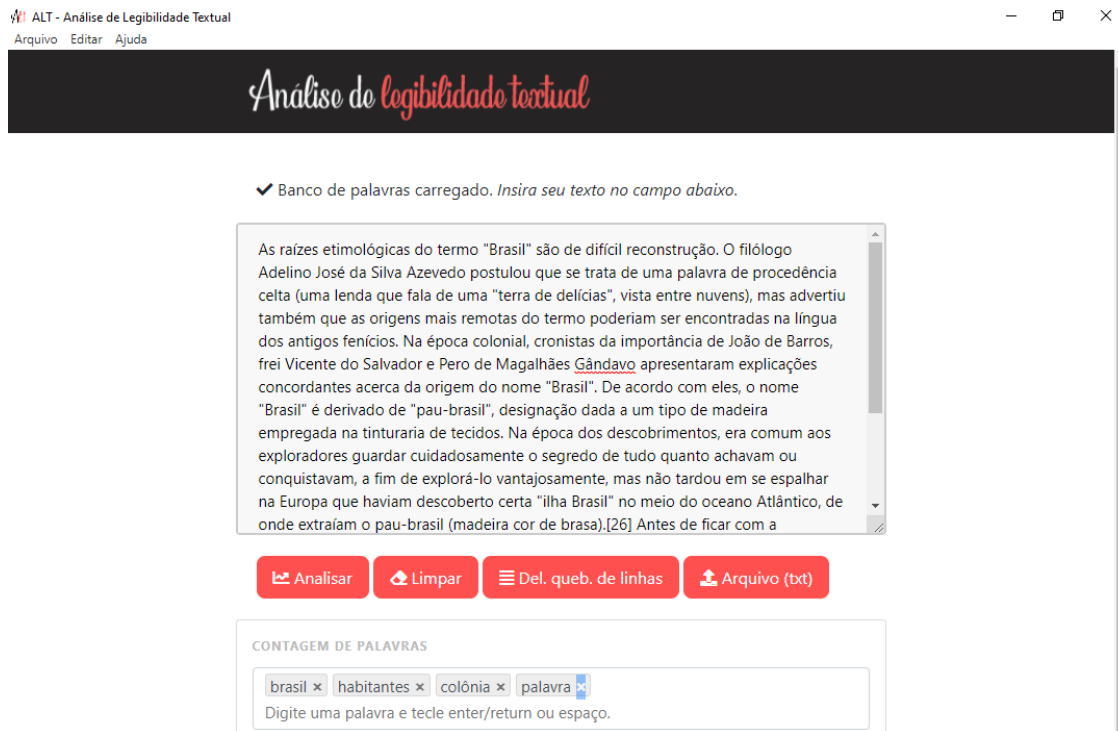 ALT - Análise de Legibilidade Textual
Arquivo Editar Ajuda
Análise de legibilidade textual
Banco de palavras carregado. Insira seu texto no campo abaixo.
As raízes etimológicas do termo "Brasil" são de difícil reconstrução. O filólogo
Adelino José da Silva Azevedo postulou que se trata de uma palavra de procedência
celta (uma lenda que fala de uma "terra de delícias", vista entre nuvens), mas advertiu
também que as origens mais remotas do termo poderiam ser encontradas na língua
dos antigos fenícios. Na época colonial, cronistas da importância de João de Barros,
frei Vicente do Salvador e Pero de Magalhães Gândavo apresentaram explicações
concordantes acerca da origem do nome "Brasil". De acordo com eles, o nome
"Brasil" é derivado de "pau-brasil", designação dada a um tipo de madeira
empregada na tinturaria de tecidos. Na época dos descobrimentos, era comum aos
exploradores guardar cuidadosamente o segredo de tudo quanto achavam ou
conquistavam, a fim de explorá-lo vantajosamente, mas não tardou em se espalhar
na Europa que haviam descoberto certa "ilha Brasil" no meio do oceano Atlântico, de
onde extraíam o pau-brasil (madeira cor de brasa).[26] Antes de ficar com a
Analisar Limpar Del. queb. de linhas Arquivo (txt)
CONTAGEM DE PALAVRAS
brasil × habitantes × colônia × palavra ×
Digite uma palavra e tecle enter/return ou espaço.